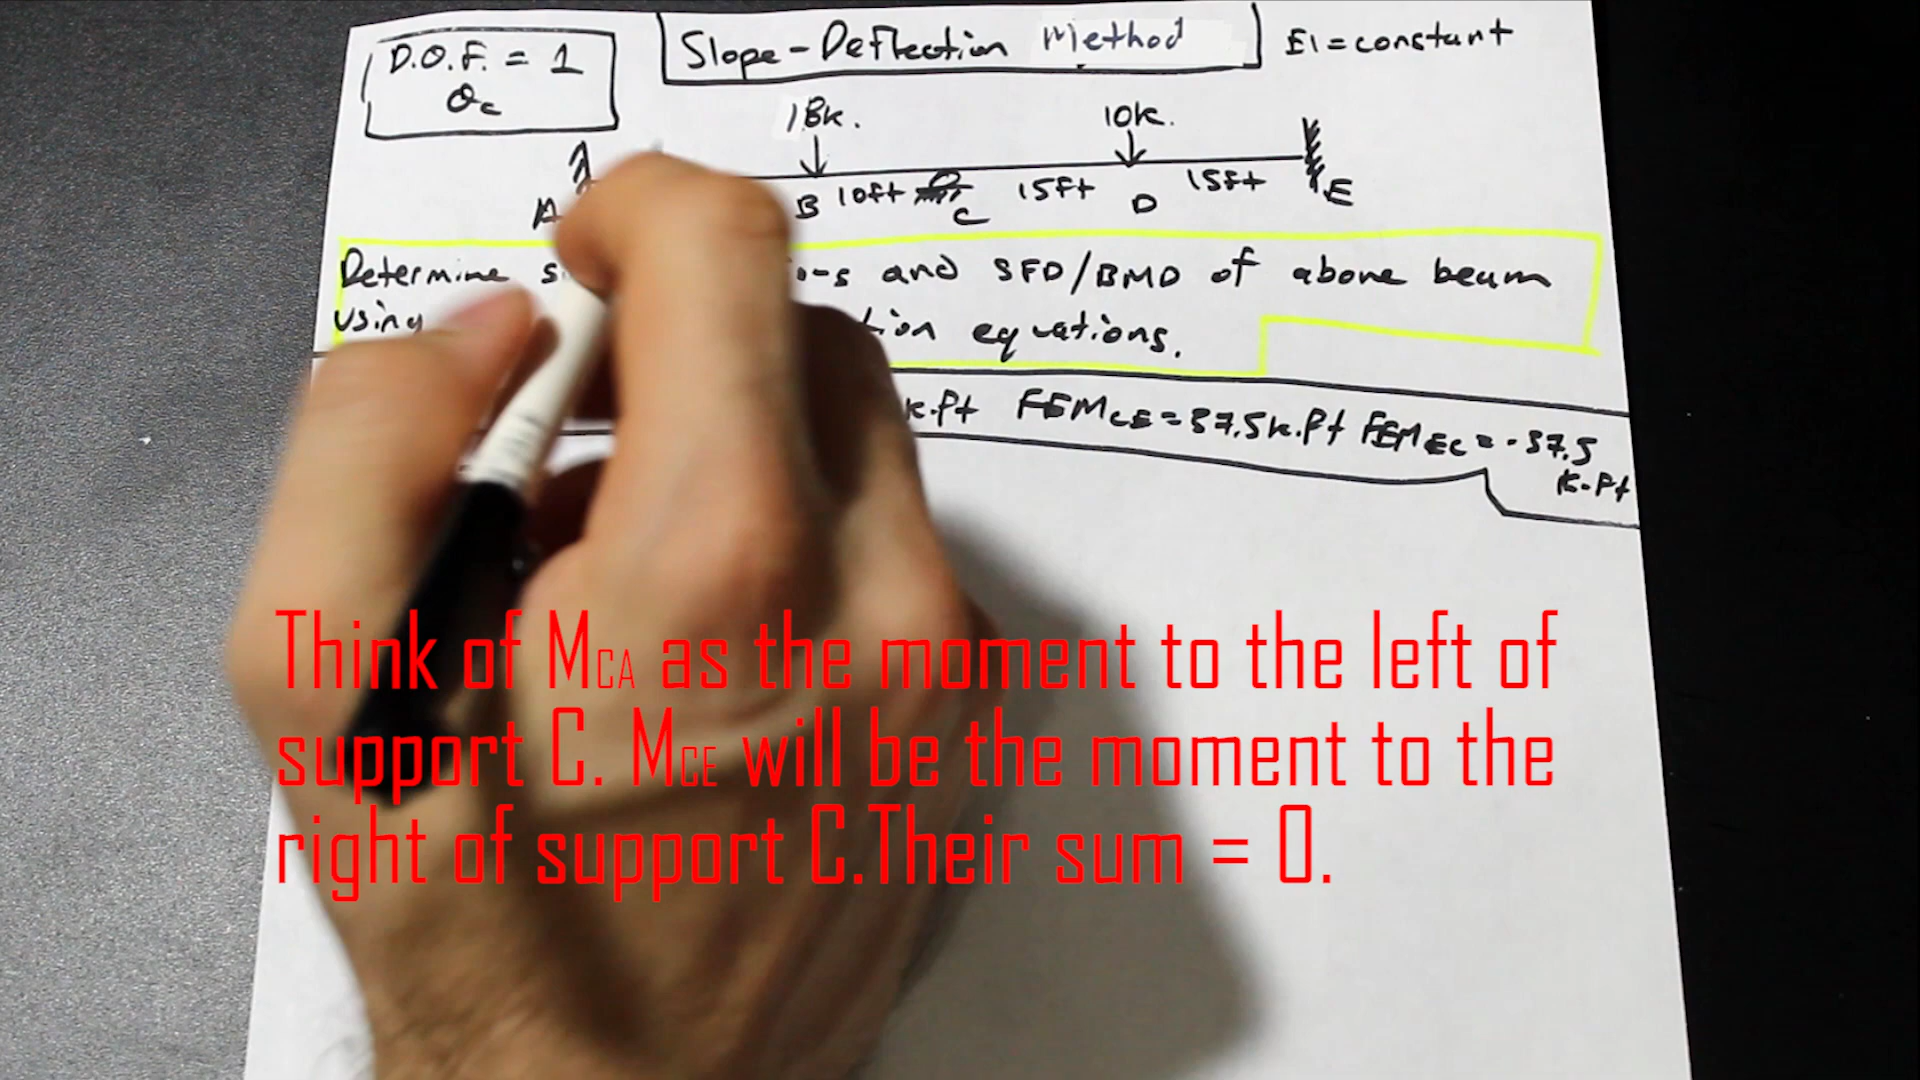 D.O.F. = 1
θc
Slope-Deflection Method
EI = constant
18k.
10k.
A
B
10ft
C
15ft
D
15ft
E
Determine and SFD/BMD of above beam
using equations.
k.ft FEMCE = 37.5k.ft FEMEC = -37.5
k.ft
Think of MCA as the moment to the left of
support C. MCE will be the moment to the
right of support C.Their sum = 0.